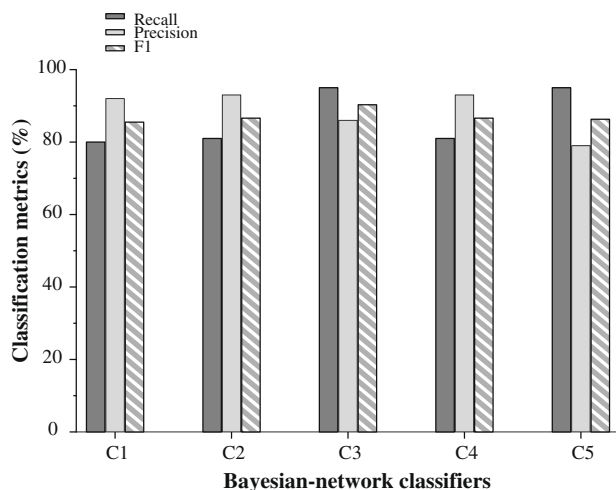 Recall
Precision
F1
100
80
60
40
20
0
Classification metrics (%)
C1 C2 C3 C4 C5
Bayesian-network classifiers